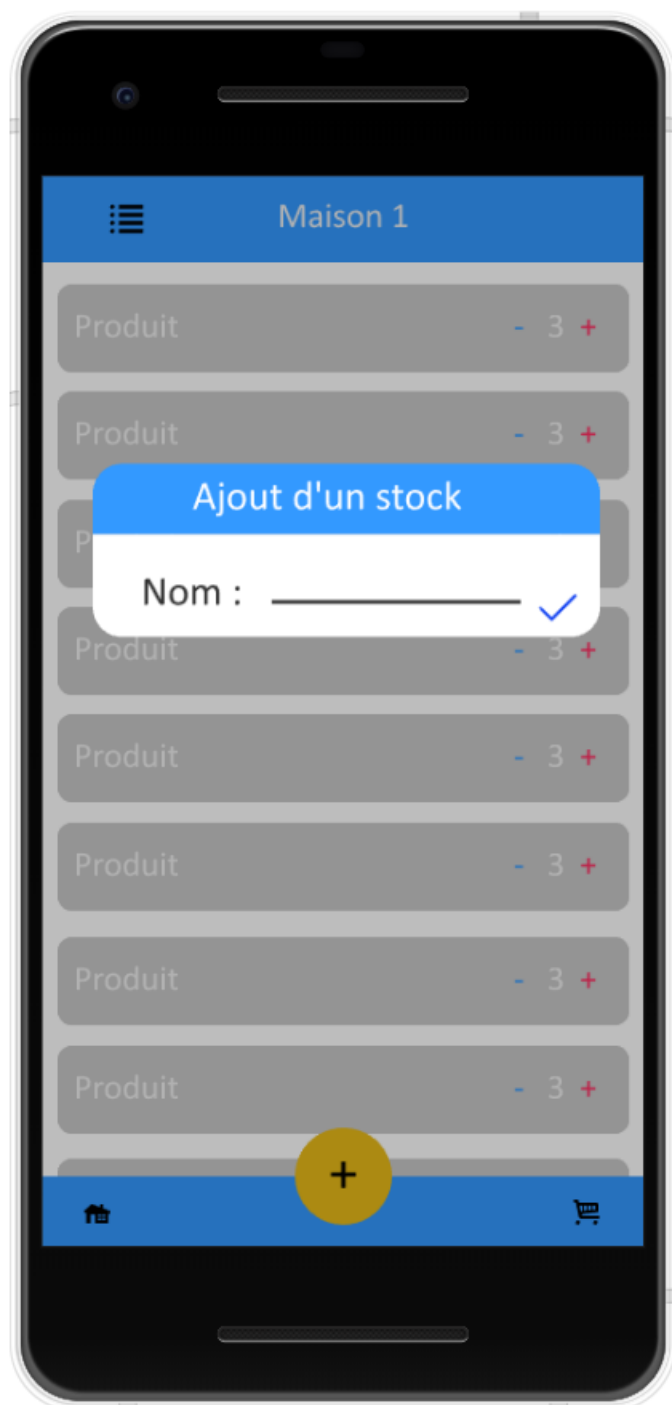 Maison 1
Produit - 3 +
Produit - 3 +
Ajout d'un stock
P
Nom :
Produit - 3 +
Produit - 3 +
Produit - 3 +
Produit - 3 +
Produit - 3 +
+